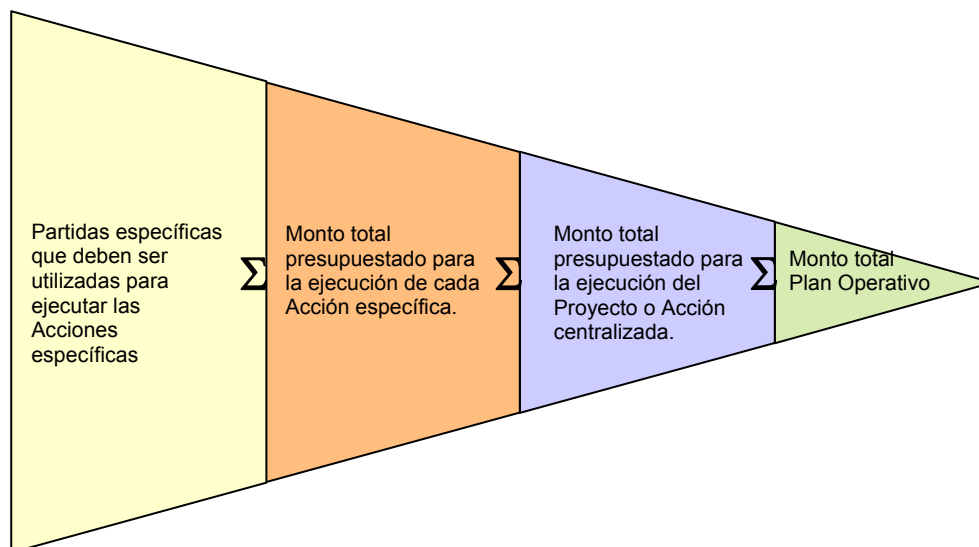 Partidas específicas
que deben ser
utilizadas para
ejecutar las
Acciones
específicas
Σ
Monto total
presupuestado para
la ejecución de cada
Acción específica.
Σ
Monto total
presupuestado para
la ejecución del
Proyecto o Acción
centralizada.
Σ
Monto total
Plan Operativo